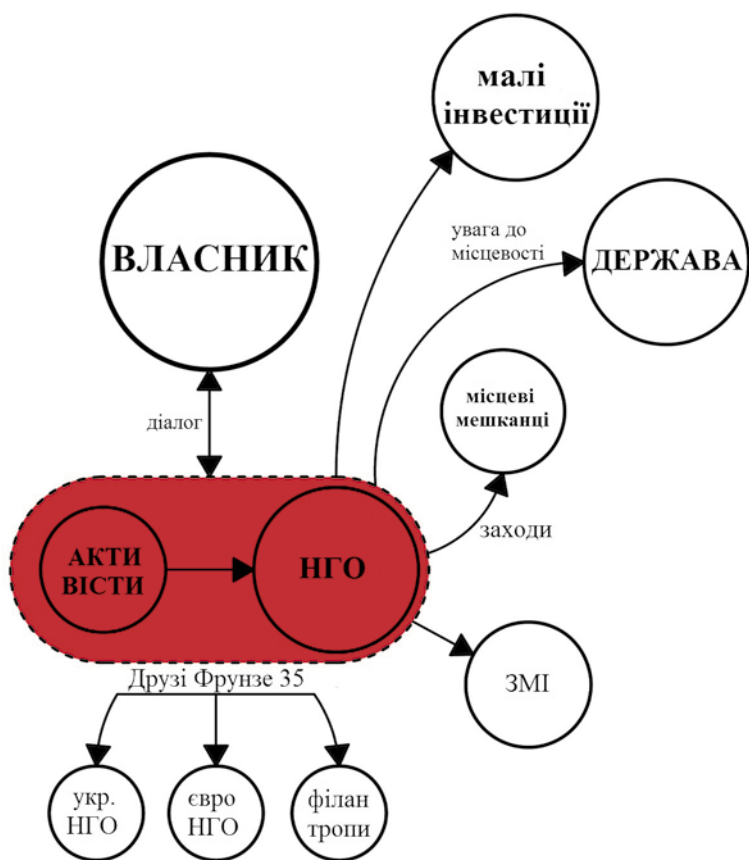 малі
інвестиції
ВЛАСНИК
увага до
місцевості
ДЕРЖАВА
місцеві
мешканці
діалог
заходи
АКТИ
ВІСТИ
НГО
Друзі Фрунзе 35
ЗМІ
укр.
НГО
євро
НГО
філан
тропи